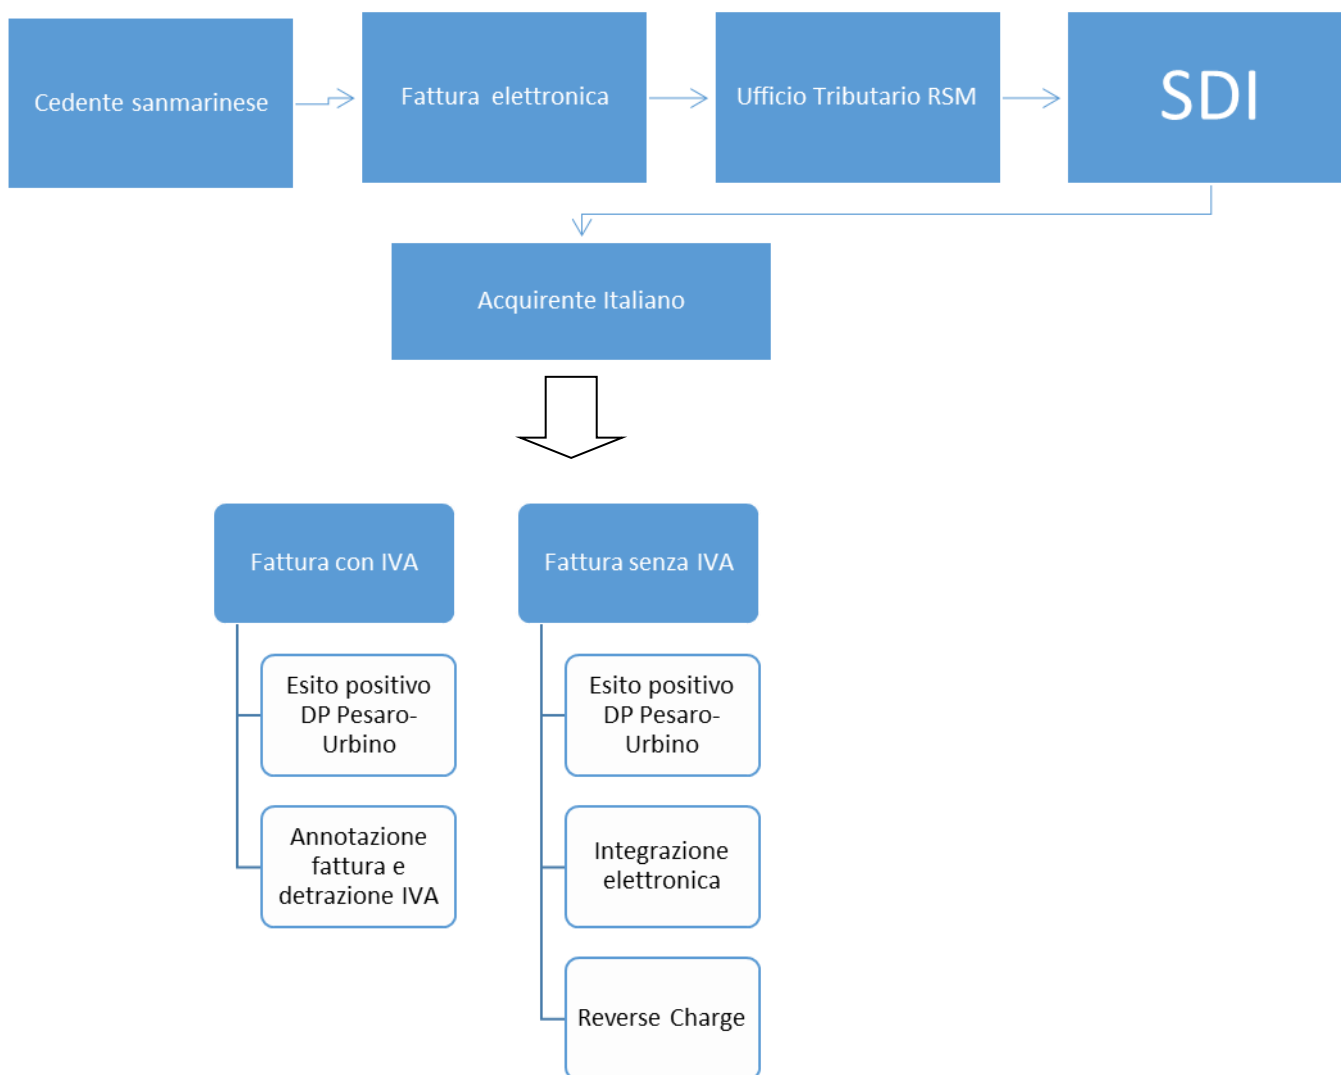 Cedente sanmarinese
Fattura elettronica
Ufficio Tributario RSM
SDI
Acquirente Italiano
Fattura con IVA
Esito positivo
DP Pesaro-
Urbino
Annotazione
fattura e
detrazione IVA
Fattura senza IVA
Esito positivo
DP Pesaro-
Urbino
Integrazione
elettronica
Reverse Charge